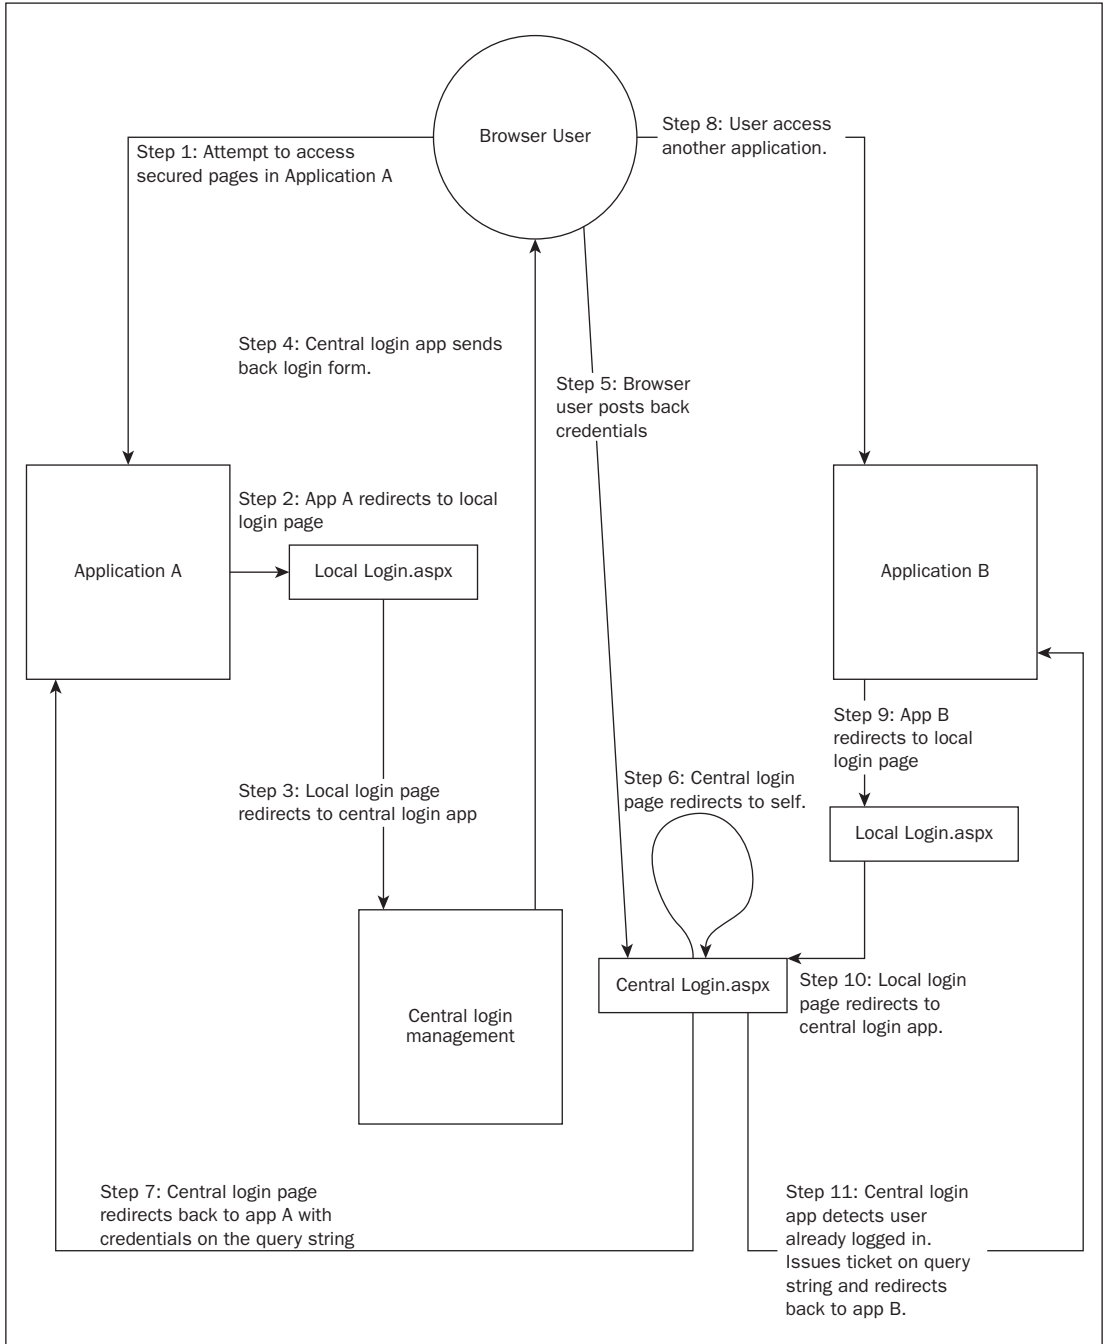 Browser User
Step 1: Attempt to access
secured pages in Application A
Step 8: User access
another application.
Step 4: Central login app sends
back login form.
Step 5: Browser
user posts back
credentials
Step 2: App A redirects to local
login page
Application A
Local Login.aspx
Application B
Step 3: Local login page
redirects to central login app
Step 9: App B
redirects to local
login page
Step 6: Central login
page redirects to self.
Local Login.aspx
Central Login.aspx
Step 10: Local login
page redirects to
central login app.
Central login
management
Step 7: Central login page
redirects back to app A with
credentials on the query string
Step 11: Central login
app detects user
already logged in.
Issues ticket on query
string and redirects
back to app B.